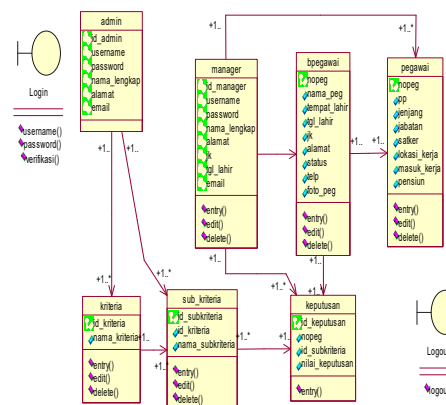 Login
username()
password()
verifikasi()
admin
id_admin
username
password
nama_lengkap
alamat
email
manager
id_manager
username
password
nama_lengkap
alamat
jk
tgl_lahir
email
entry()
edit()
delete()
bpegawai
nopeg
nama_peg
tempat_lahir
tgl_lahir
jk
alamat
status
telp
foto_peg
entry()
edit()
delete()
pegawai
nopeg
pp
jenjang
jabatan
satker
lokasi_kerja
masuk_kerja
pensiun
entry()
edit()
delete()
kriteria
id_kriteria
nama_kriteria
entry()
edit()
delete()
sub_kriteria
id_subkriteria
id_kriteria
nama_subkriteria
entry()
edit()
delete()
keputusan
id_keputusan
nopeg
id_subkriteria
nilai_keputusan
entry()
Logou
logou
+1..
+1..*
+1..
+1..
+1..
+1..
+1..
+1..
+1..
+1..*
+1..*
+1..*
+1..
+1..*
+1..